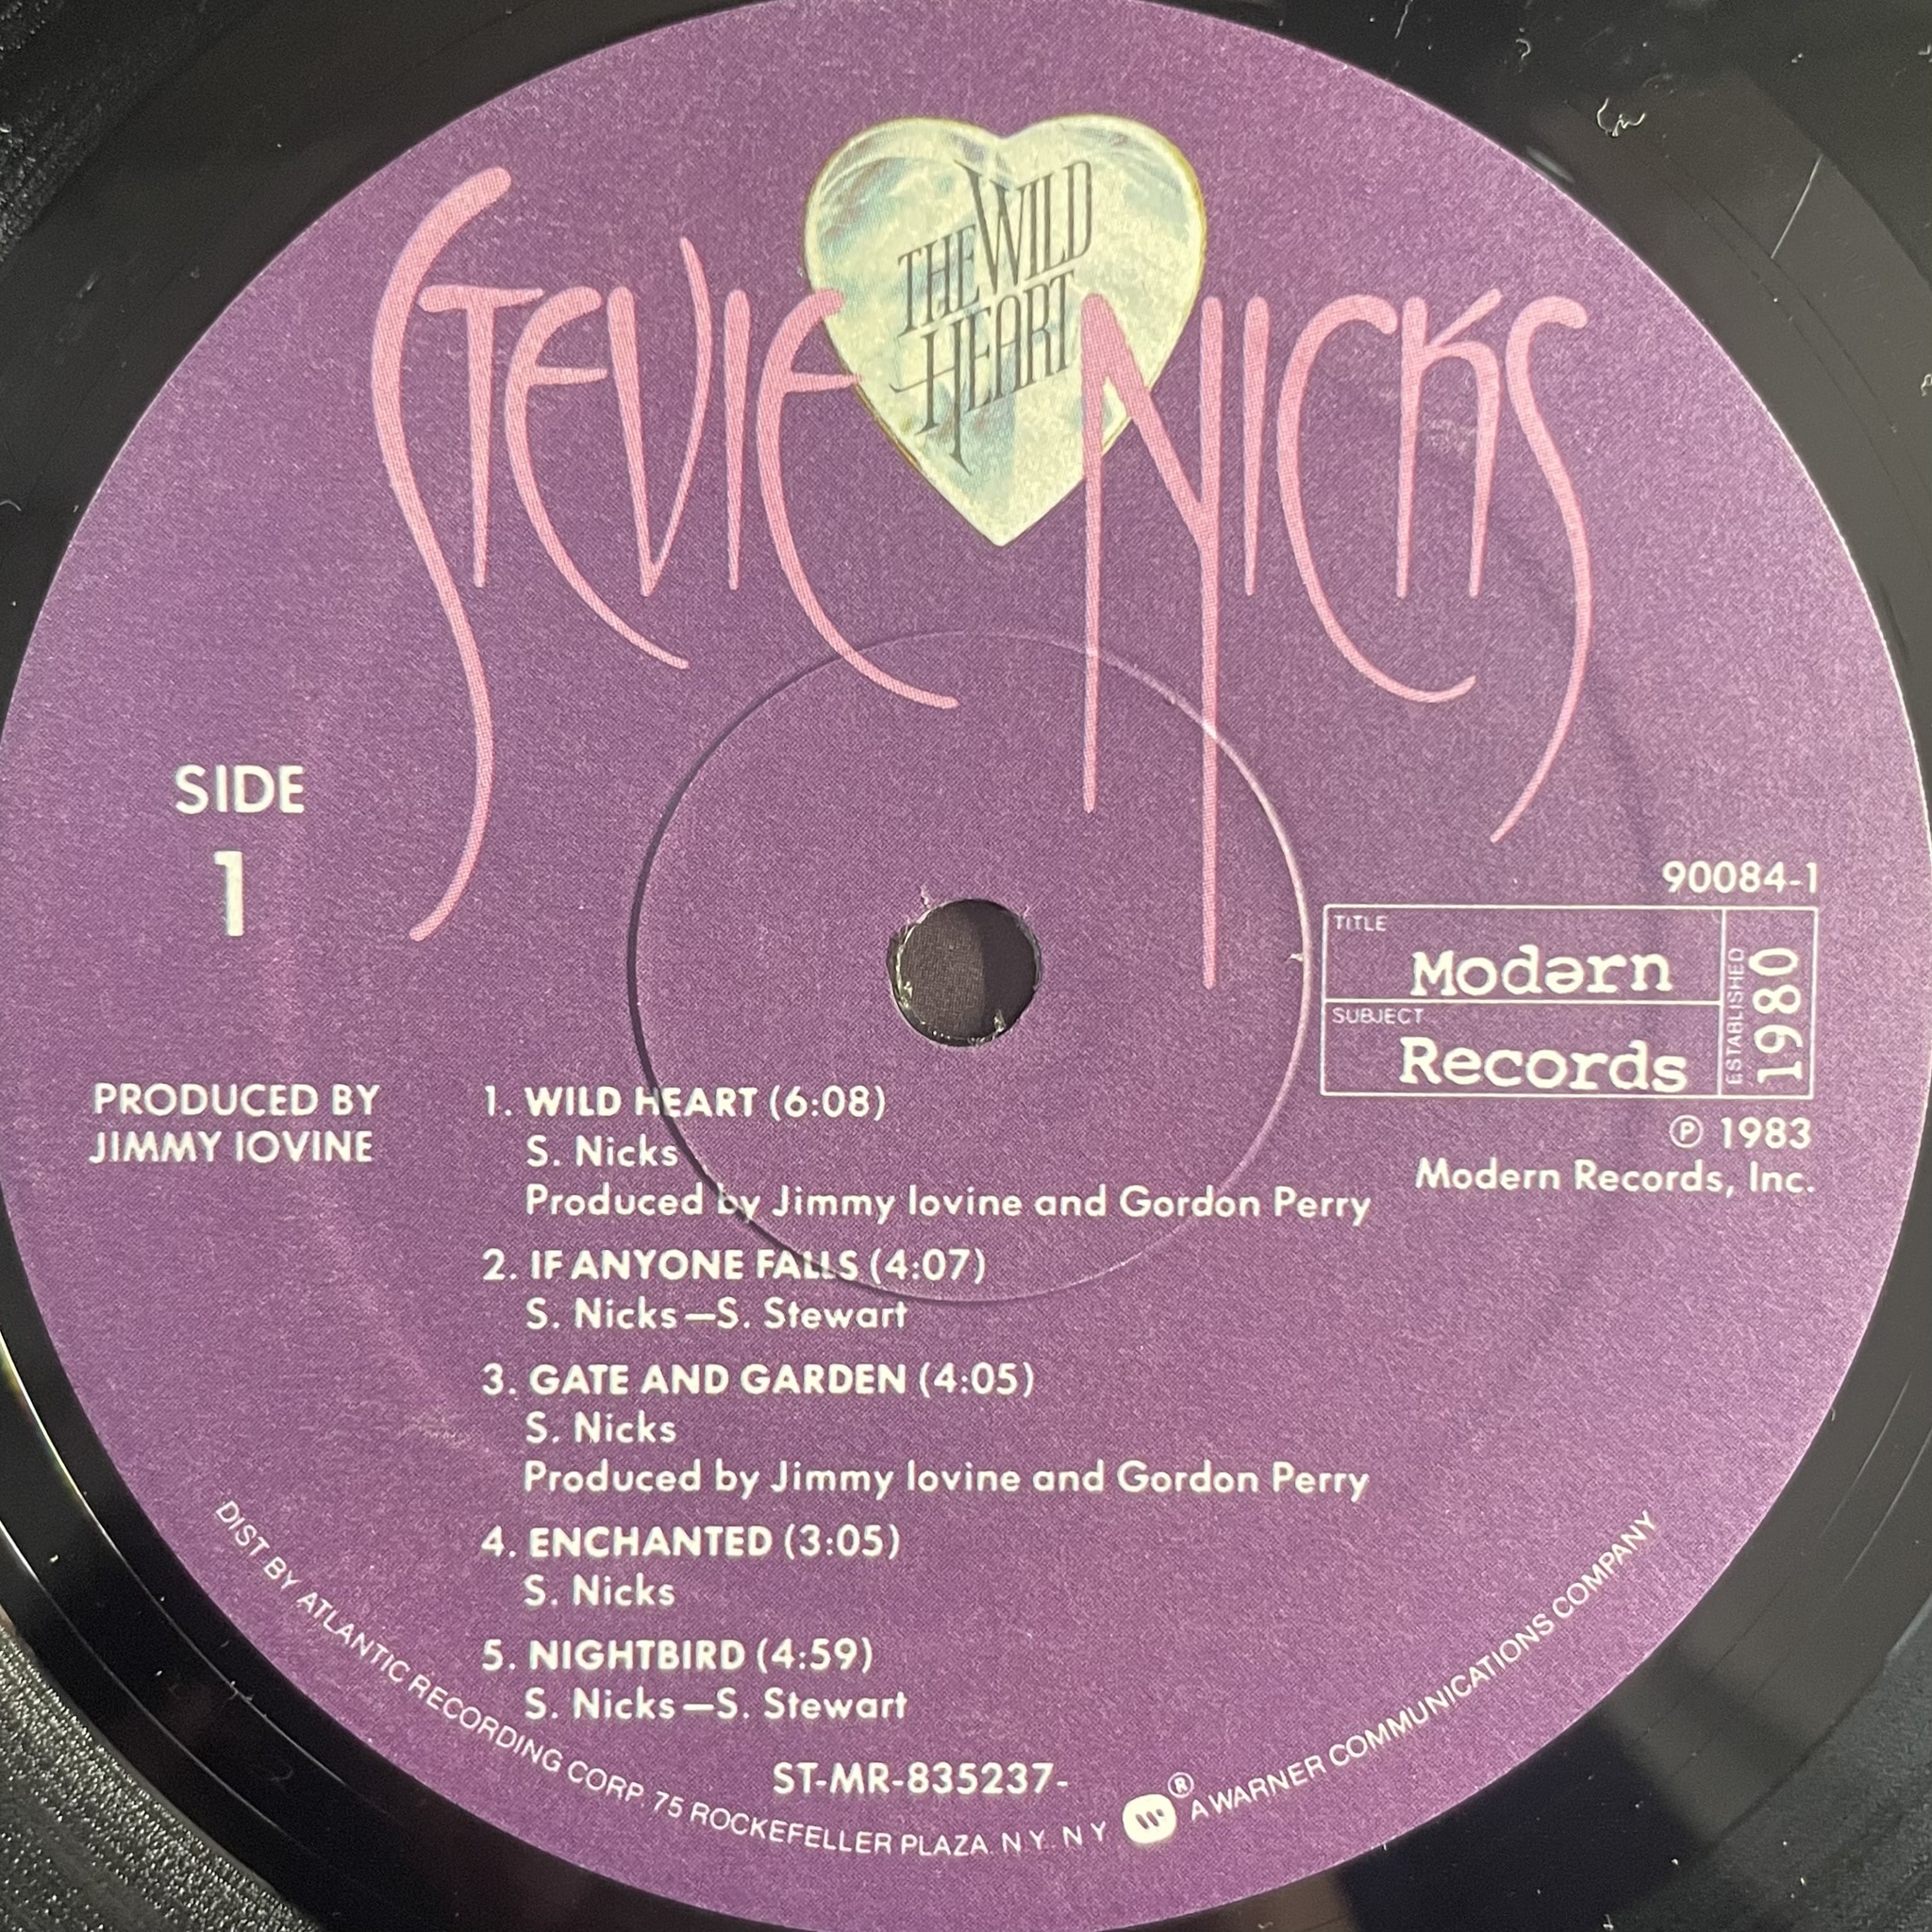 THE WILD
HEART
STEVIE NICKS
SIDE
1
90084-1
TITLE
Modərn
SUBJECT
Records
ESTABLISHED
1980
℗ 1983
Modern Records, Inc.
PRODUCED BY
JIMMY IOVINE
1. WILD HEART (6:08)
S. Nicks
Produced by Jimmy Iovine and Gordon Perry
2. IF ANYONE FALLS (4:07)
S. Nicks—S. Stewart
3. GATE AND GARDEN (4:05)
S. Nicks
Produced by Jimmy Iovine and Gordon Perry
4. ENCHANTED (3:05)
S. Nicks
5. NIGHTBIRD (4:59)
S. Nicks—S. Stewart
ST-MR-835237-
DIST BY ATLANTIC RECORDING CORP. 75 ROCKEFELLER PLAZA. N.Y. N Y ® A WARNER COMMUNICATIONS COMPANY